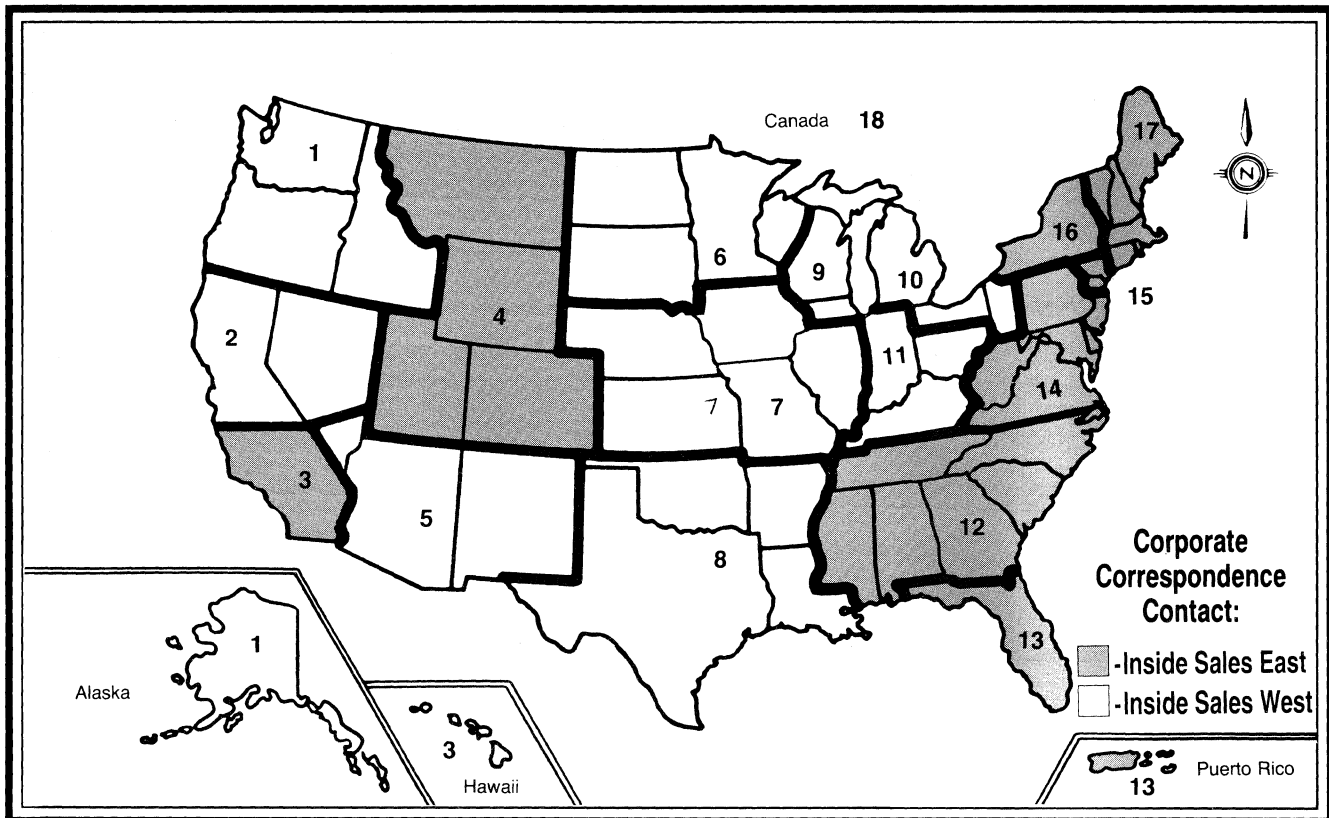 Canada 18
17
1
N
16
6
9
10
15
4
2
11
14
7
7
3
5
12
8
Corporate
Correspondence
Contact:
13
-Inside Sales East
-Inside Sales West
1
Alaska
3
Hawaii
Puerto Rico
13